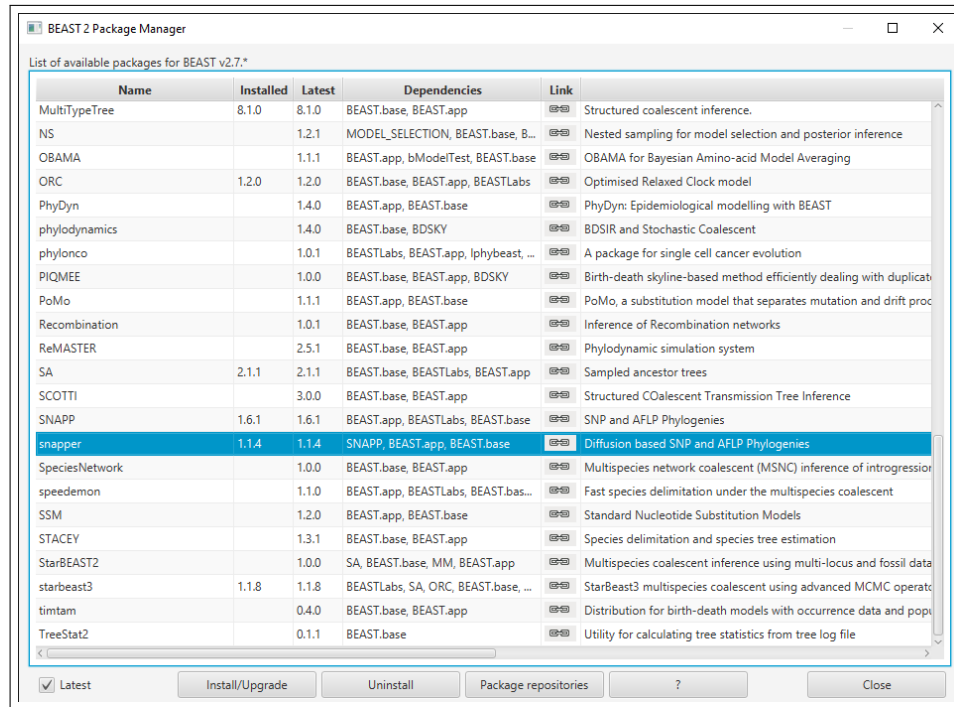 BEAST 2 Package Manager
List of available packages for BEAST v2.7.*
Name Installed Latest Dependencies Link
MultiTypeTree 8.1.0 8.1.0 BEAST.base, BEAST.app Structured coalescent inference.
NS 1.2.1 MODEL_SELECTION, BEAST.base, B... Nested sampling for model selection and posterior inference
OBAMA 1.1.1 BEAST.app, bModelTest, BEAST.base OBAMA for Bayesian Amino-acid Model Averaging
ORC 1.2.0 1.2.0 BEAST.base, BEAST.app, BEASTLabs Optimised Relaxed Clock model
PhyDyn 1.4.0 BEAST.app, BEAST.base PhyDyn: Epidemiological modelling with BEAST
phylodynamics 1.4.0 BEAST.base, BDSKY BDSIR and Stochastic Coalescent
phylonco 1.0.1 BEASTLabs, BEAST.app, lphybeast, ... A package for single cell cancer evolution
PIQMEE 1.0.0 BEAST.base, BEAST.app, BDSKY Birth-death skyline-based method efficiently dealing with duplicat
PoMo 1.1.1 BEAST.app, BEAST.base PoMo, a substitution model that separates mutation and drift proc
Recombination 1.0.1 BEAST.base, BEAST.app Inference of Recombination networks
ReMASTER 2.5.1 BEAST.base, BEAST.app Phylodynamic simulation system
SA 2.1.1 2.1.1 BEAST.base, BEASTLabs, BEAST.app Sampled ancestor trees
SCOTTI 3.0.0 BEAST.base, BEAST.app Structured COalescent Transmission Tree Inference
SNAPP 1.6.1 1.6.1 BEAST.app, BEASTLabs, BEAST.base SNP and AFLP Phylogenies
snapper 1.1.4 1.1.4 SNAPP, BEAST.app, BEAST.base Diffusion based SNP and AFLP Phylogenies
SpeciesNetwork 1.0.0 BEAST.base, BEAST.app Multispecies network coalescent (MSNC) inference of introgression
speedemon 1.1.0 BEAST.app, BEASTLabs, BEAST.bas... Fast species delimitation under the multispecies coalescent
SSM 1.2.0 BEAST.app, BEAST.base Standard Nucleotide Substitution Models
STACEY 1.3.1 BEAST.app, BEAST.base Species delimitation and species tree estimation
StarBEAST2 1.0.0 SA, BEAST.base, MM, BEAST.app Multispecies coalescent inference using multi-locus and fossil data
starbeast3 1.1.8 1.1.8 BEASTLabs, SA, ORC, BEAST.base, ... StarBeast3 multispecies coalescent using advanced MCMC operato
timtam 0.4.0 BEAST.base, BEAST.app Distribution for birth-death models with occurrence data and popu
TreeStat2 0.1.1 BEAST.base Utility for calculating tree statistics from tree log file
Latest Install/Upgrade Uninstall Package repositories ? Close